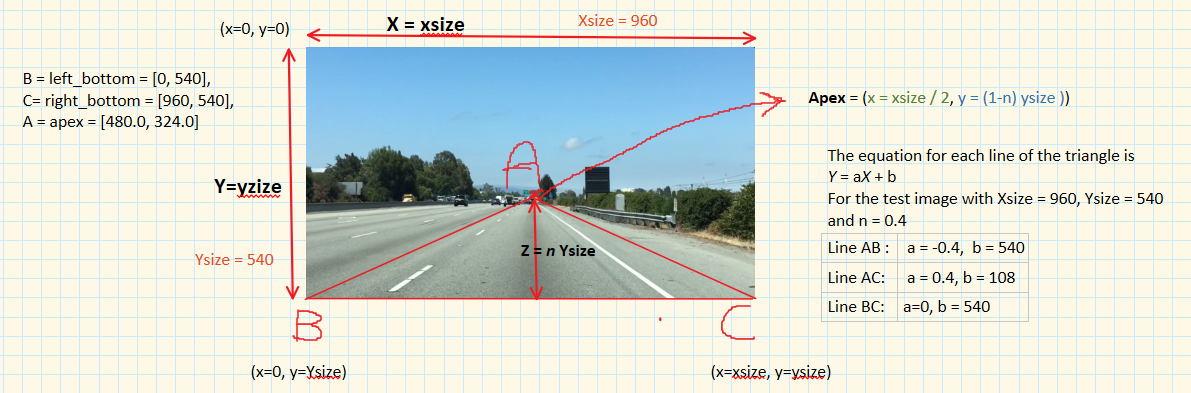 (x=0, y=0)
X = xsize
Xsize = 960
B = left_bottom = [0, 540],
C= right_bottom = [960, 540],
A = apex = [480.0, 324.0]
Apex = (x = xsize / 2, y = (1-n) ysize ))
A
Y=yzize
The equation for each line of the triangle is
Y = aX + b
For the test image with Xsize = 960, Ysize = 540
and n = 0.4
Ysize = 540
Z = n Ysize
Line AB : a = -0.4, b = 540
Line AC: a = 0.4, b = 108
Line BC: a=0, b = 540
B
C
(x=0, y=Ysize)
(x=xsize, y=ysize)